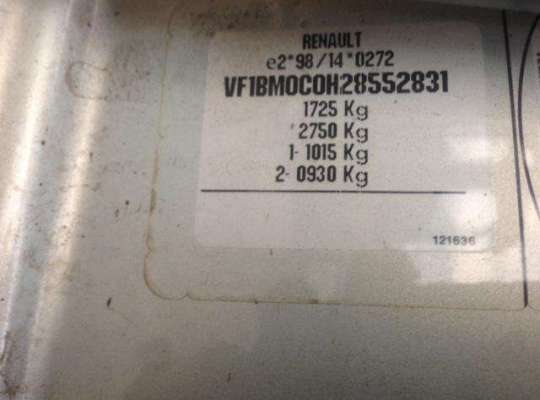 RENAULT
e2*98/14*0272
VF1BM0C0H28552831
1725 Kg
2750 Kg
1- 1015 Kg
2- 0930 Kg
121636